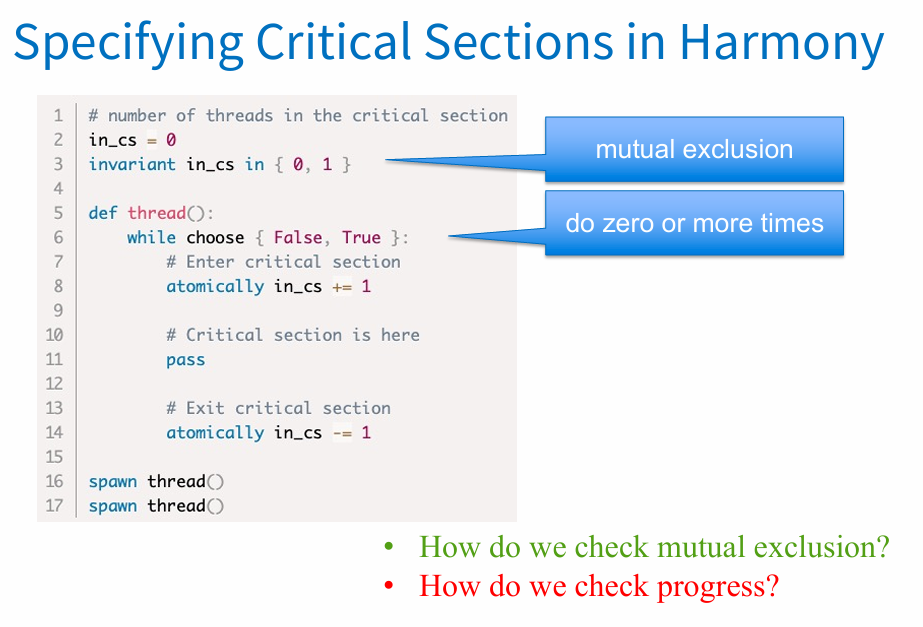 Specifying Critical Sections in Harmony
1 # number of threads in the critical section
2 in_cs = 0
3 invariant in_cs in { 0, 1 }
4
5 def thread():
6     while choose { False, True }:
7         # Enter critical section
8         atomically in_cs += 1
9
10         # Critical section is here
11         pass
12
13         # Exit critical section
14         atomically in_cs -= 1
15
16 spawn thread()
17 spawn thread()
mutual exclusion
do zero or more times
• How do we check mutual exclusion?
• How do we check progress?